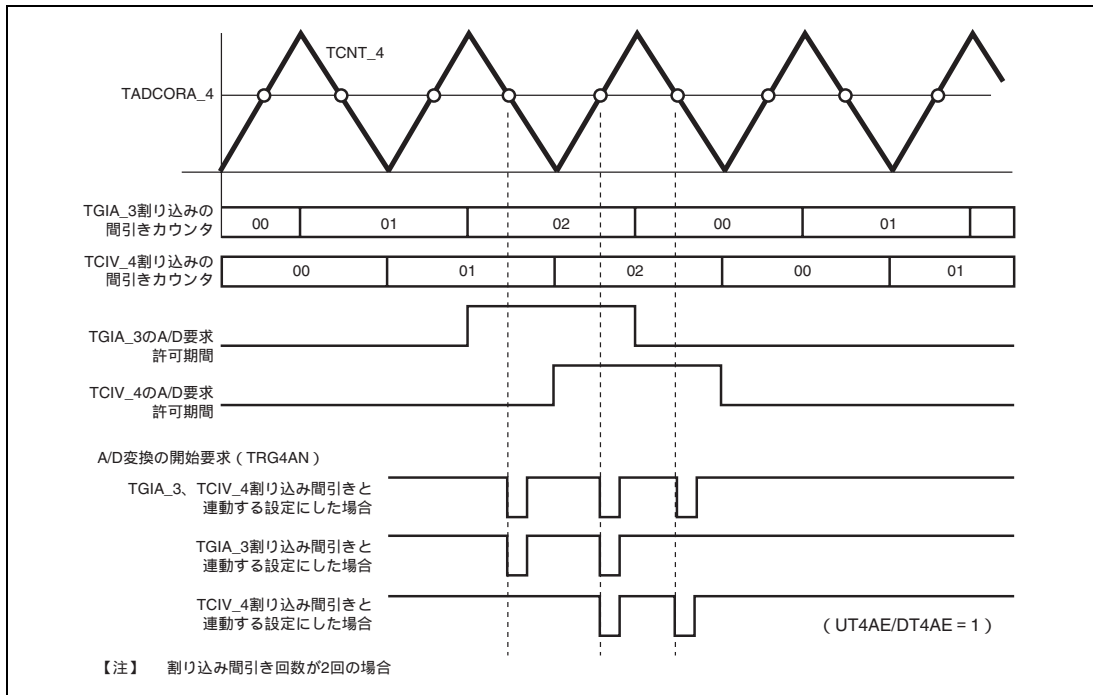 TCNT_4
TADCORA_4
TGIA_3割り込みの
間引きカウンタ
00 01 02 00 01
TCIV_4割り込みの
間引きカウンタ
00 01 02 00 01
TGIA_3のA/D要求
許可期間
TCIV_4のA/D要求
許可期間
A/D変換の開始要求（TRG4AN）
TGIA_3、TCIV_4割り込み間引きと
連動する設定にした場合
TGIA_3割り込み間引きと
連動する設定にした場合
TCIV_4割り込み間引きと
連動する設定にした場合
（UT4AE/DT4AE = 1）
【注】 割り込み間引き回数が2回の場合